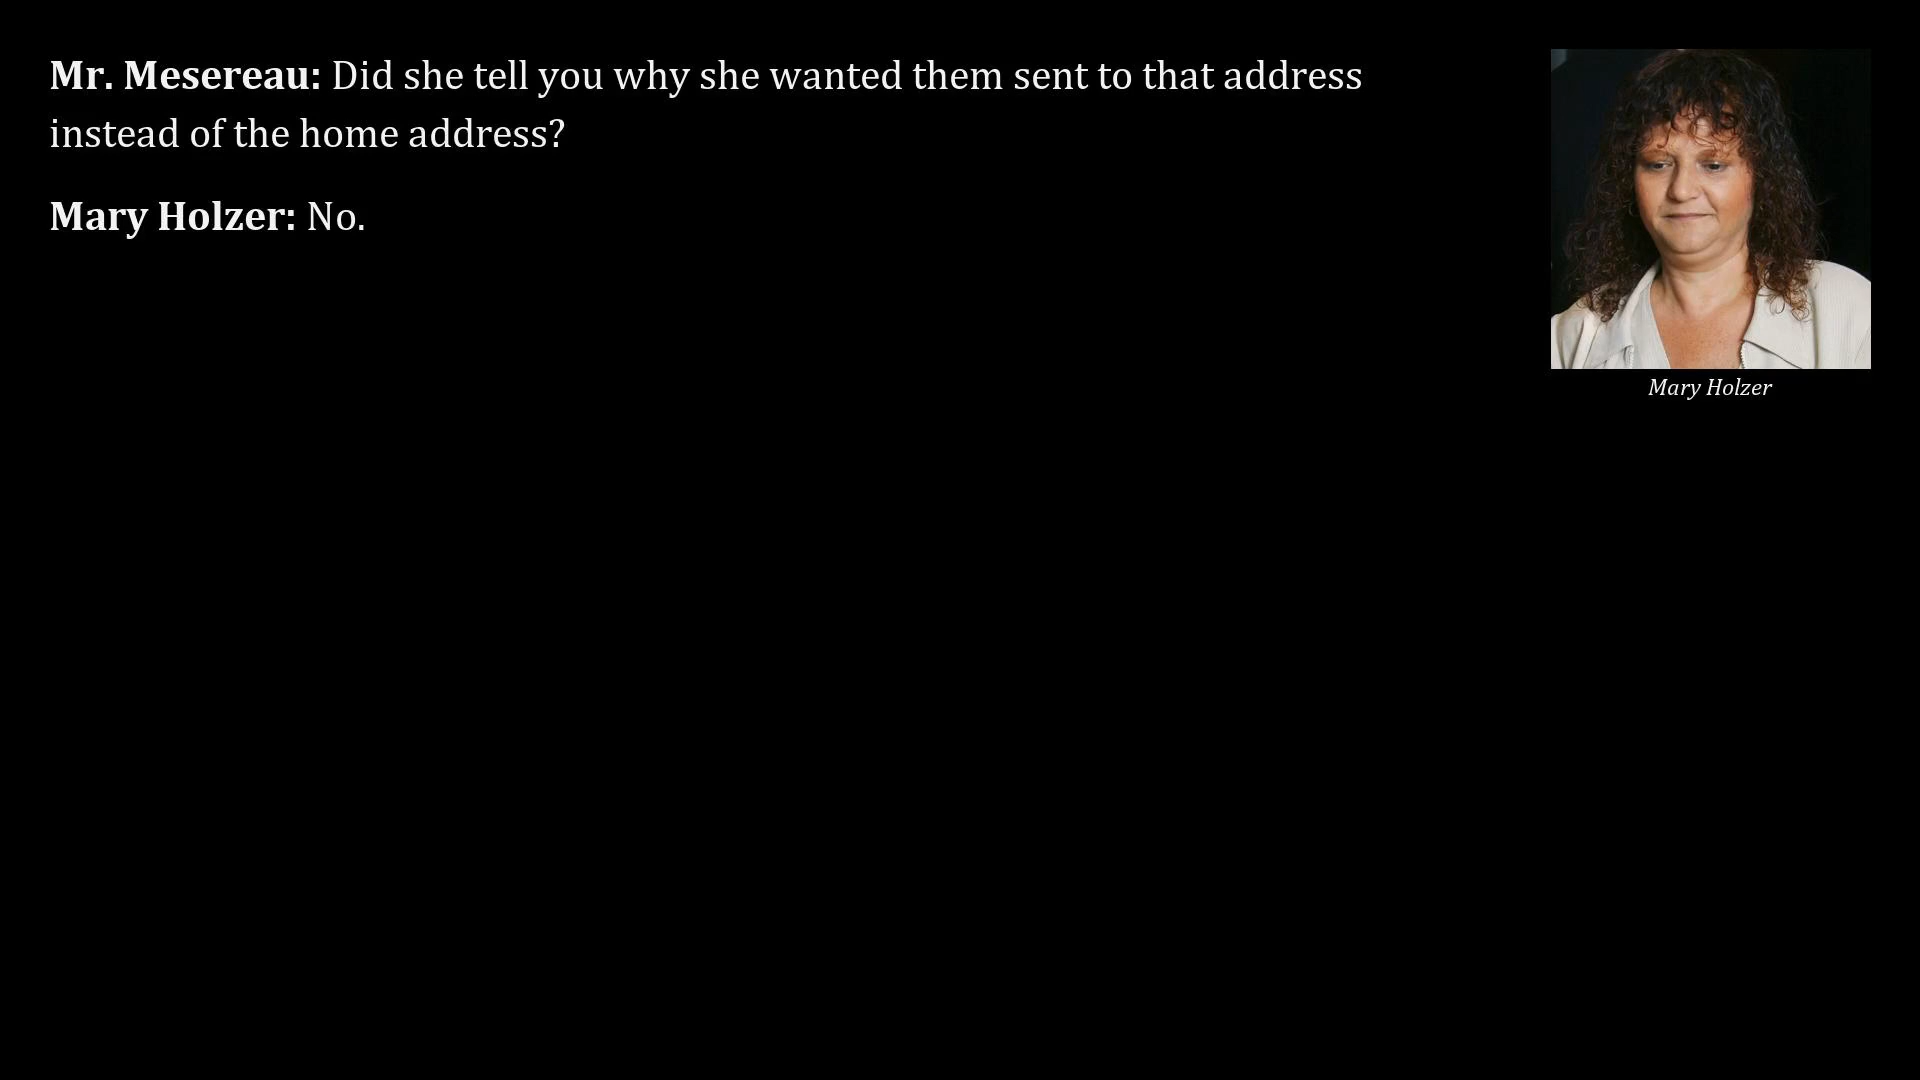 Mr. Mesereau: Did she tell you why she wanted them sent to that address
instead of the home address?
Mary Holzer: No.
Mary Holzer